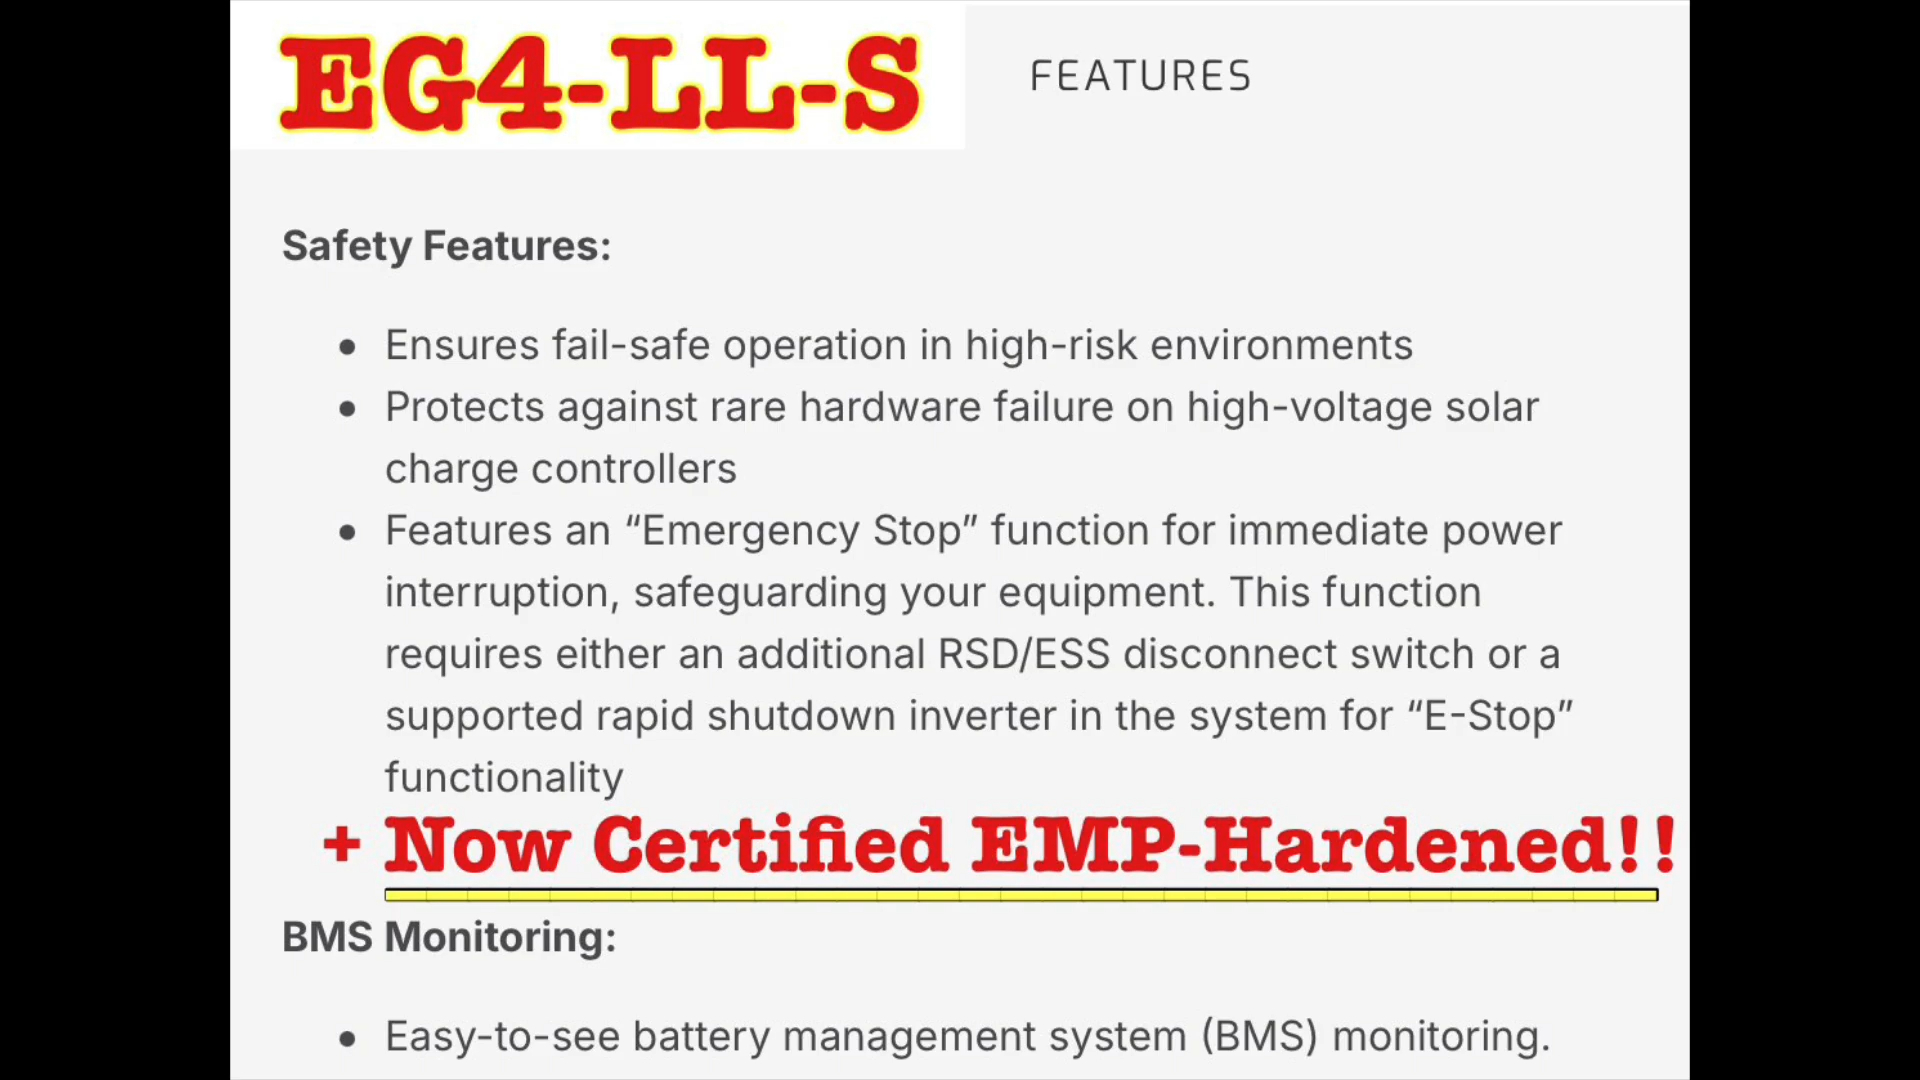 EG4-LL-S
FEATURES
Safety Features:
• Ensures fail-safe operation in high-risk environments
• Protects against rare hardware failure on high-voltage solar
charge controllers
• Features an “Emergency Stop” function for immediate power
interruption, safeguarding your equipment. This function
requires either an additional RSD/ESS disconnect switch or a
supported rapid shutdown inverter in the system for “E-Stop”
functionality
+ Now Certified EMP-Hardened!!
BMS Monitoring:
• Easy-to-see battery management system (BMS) monitoring.